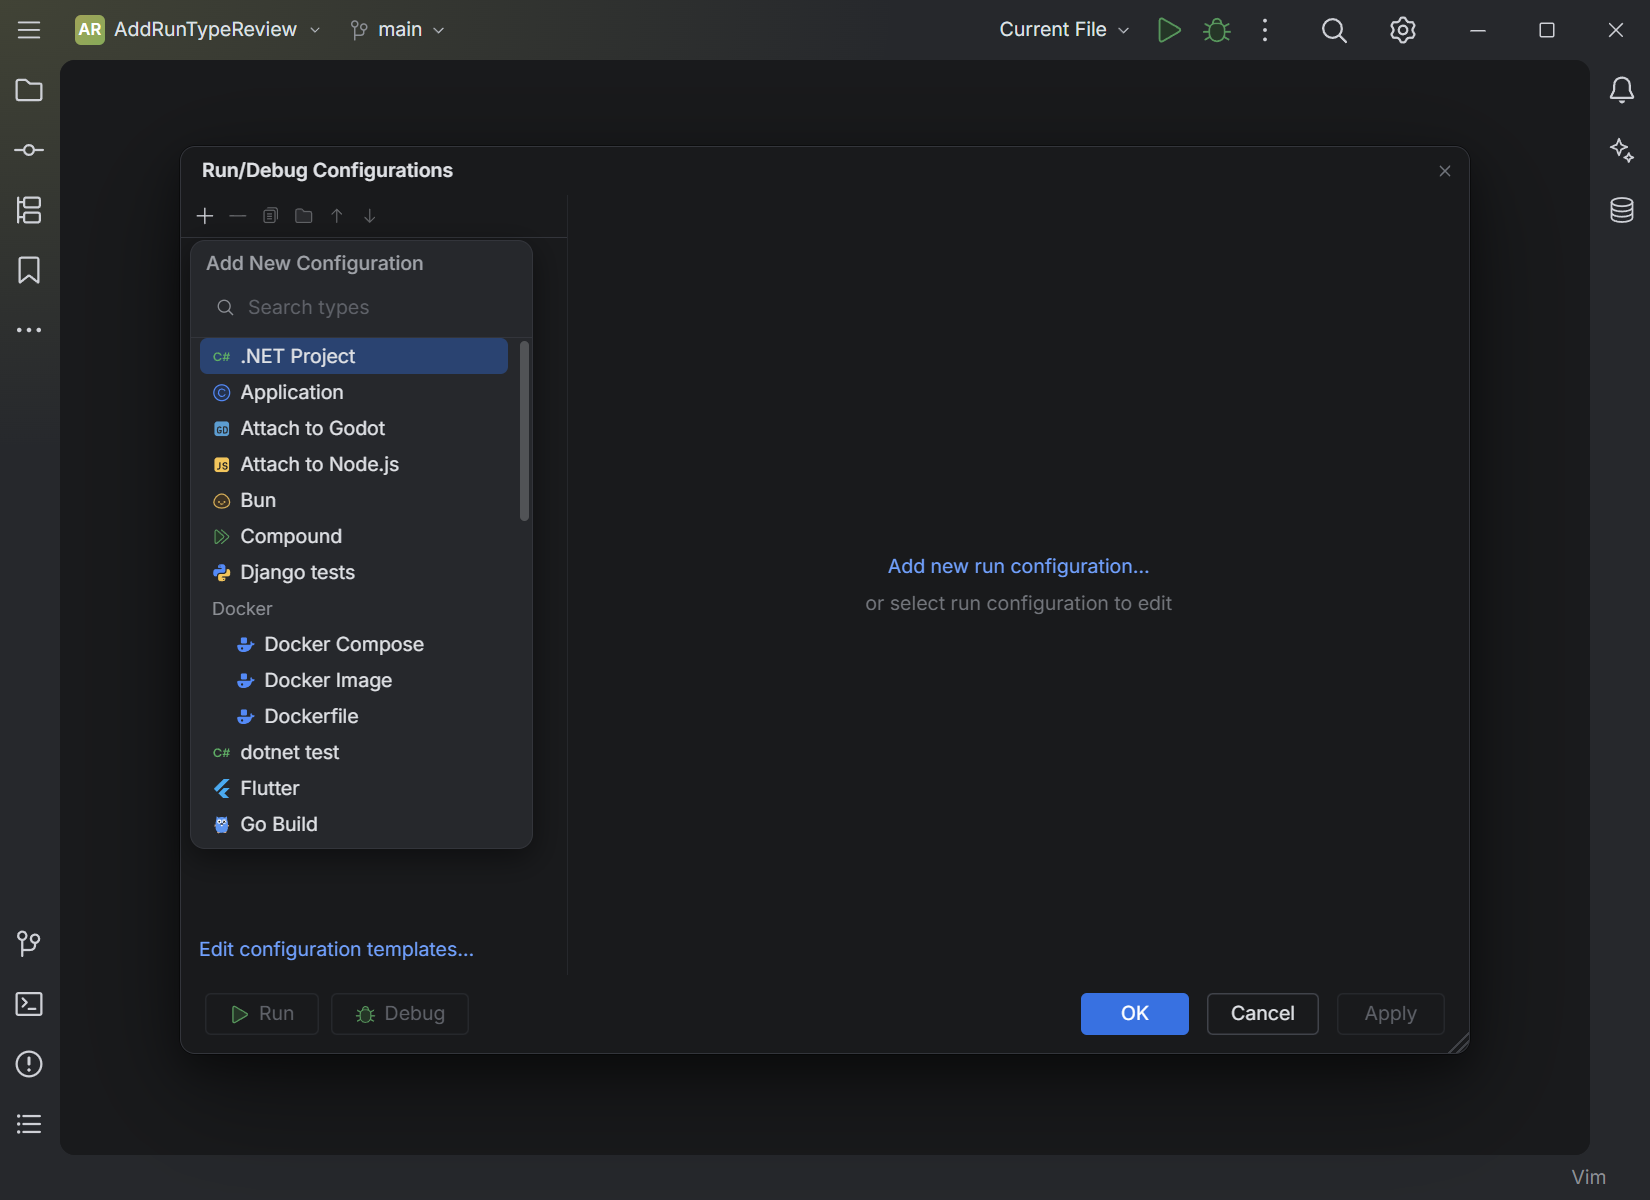 AR AddRunTypeReview main Current File
Run/Debug Configurations
Add New Configuration
Search types
C# .NET Project
Application
Attach to Godot
Attach to Node.js
Bun
Compound
Django tests
Docker
Docker Compose
Docker Image
Dockerfile
C# dotnet test
Flutter
Go Build
Add new run configuration...
or select run configuration to edit
Edit configuration templates...
Run Debug OK Cancel Apply
Vim